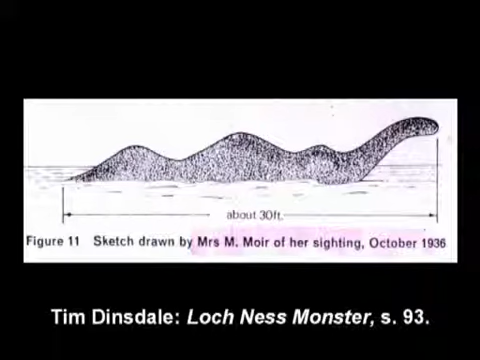 about 30ft.
Figure 11 Sketch drawn by Mrs M. Moir of her sighting, October 1936
Tim Dinsdale: Loch Ness Monster, s. 93.